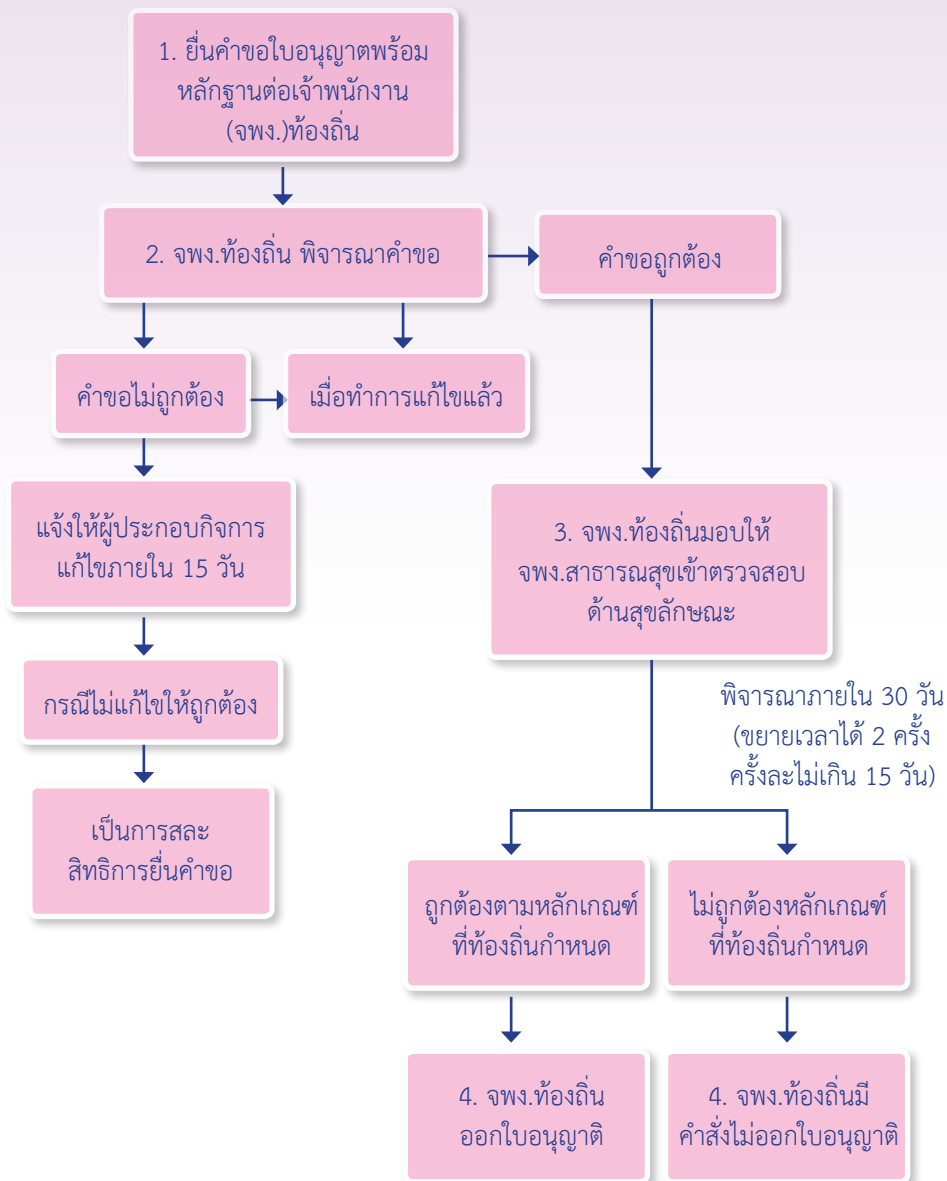 1. ยื่นคำขอใบอนุญาตพร้อม
หลักฐานต่อเจ้าพนักงาน
(จพง.)ท้องถิ่น
2. จพง.ท้องถิ่น พิจารณาคำขอ
คำขอถูกต้อง
คำขอไม่ถูกต้อง
เมื่อทำการแก้ไขแล้ว
แจ้งให้ผู้ประกอบกิจการ
แก้ไขภายใน 15 วัน
กรณีไม่แก้ไขให้ถูกต้อง
เป็นการสละ
สิทธิการยื่นคำขอ
3. จพง.ท้องถิ่นมอบให้
จพง.สาธารณสุขเข้าตรวจสอบ
ด้านสุขลักษณะ
พิจารณาภายใน 30 วัน
(ขยายเวลาได้ 2 ครั้ง
ครั้งละไม่เกิน 15 วัน)
ถูกต้องตามหลักเกณฑ์
ที่ท้องถิ่นกำหนด
ไม่ถูกต้องหลักเกณฑ์
ที่ท้องถิ่นกำหนด
4. จพง.ท้องถิ่น
ออกใบอนุญาติ
4. จพง.ท้องถิ่นมี
คำสั่งไม่ออกใบอนุญาติ